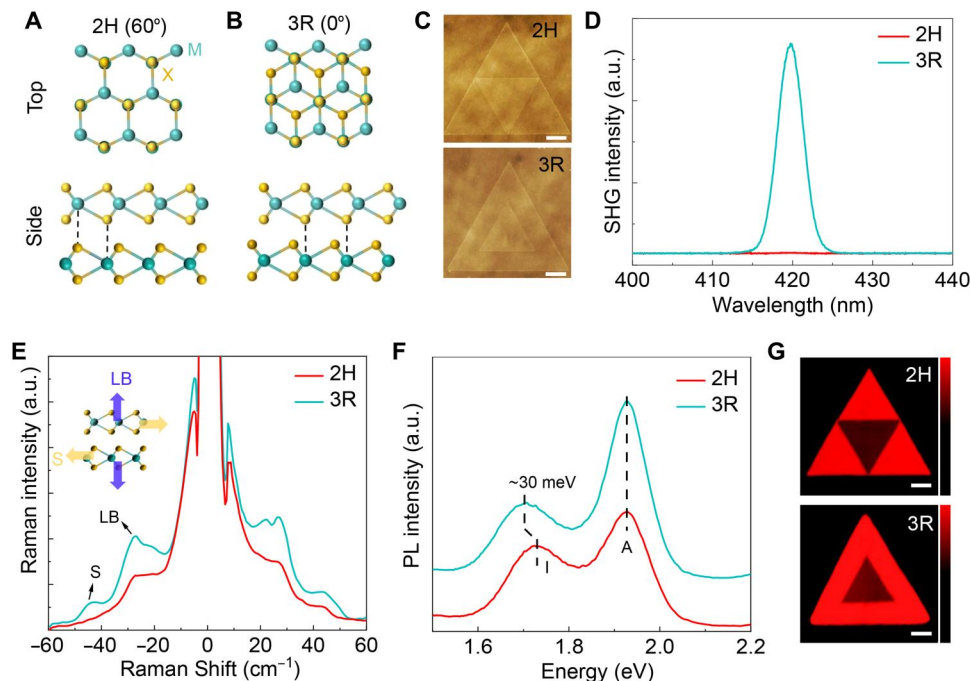 A
2H (60°)
M
X
Top
Side
B
3R (0°)
C
2H
3R
D
2H
3R
SHG intensity (a.u.)
400 410 420 430 440
Wavelength (nm)
E
2H
3R
LB
S
LB
S
Raman intensity (a.u.)
−60 −40 −20 0 20 40 60
Raman Shift (cm⁻¹)
F
2H
3R
~30 meV
I
A
PL intensity (a.u.)
1.6 1.8 2.0 2.2
Energy (eV)
G
2H
3R